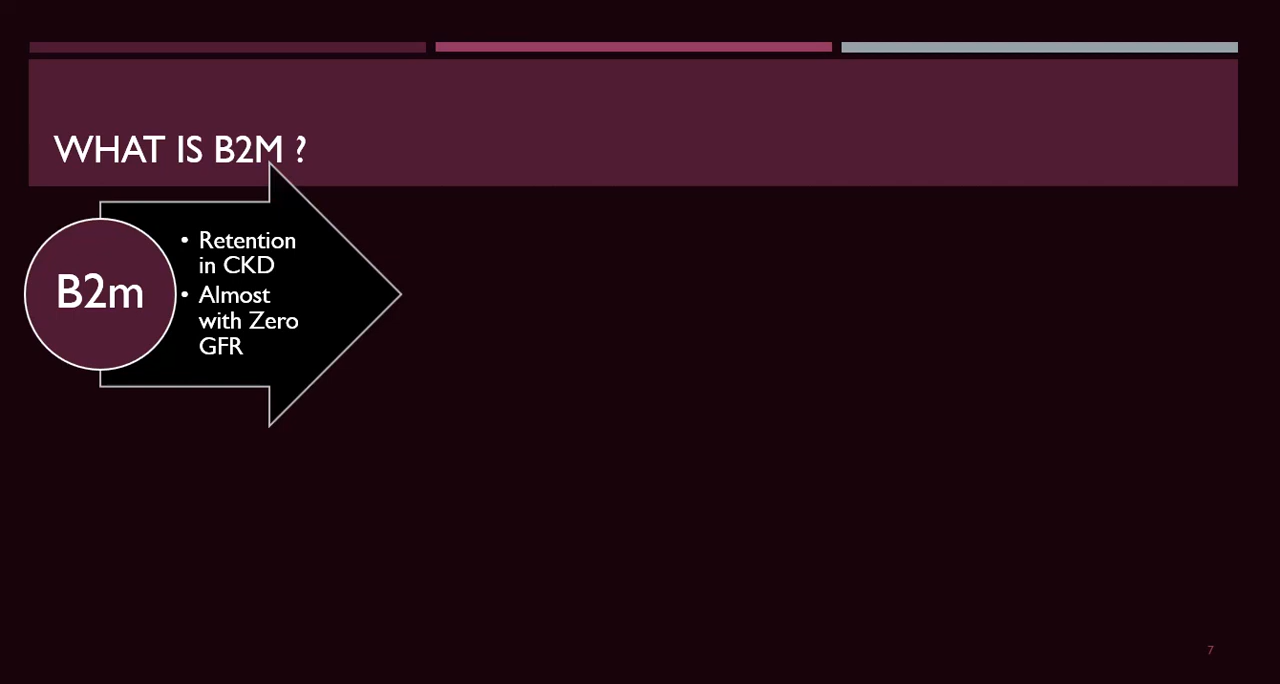 WHAT IS B2M ?
B2m
• Retention
in CKD
• Almost
with Zero
GFR
7